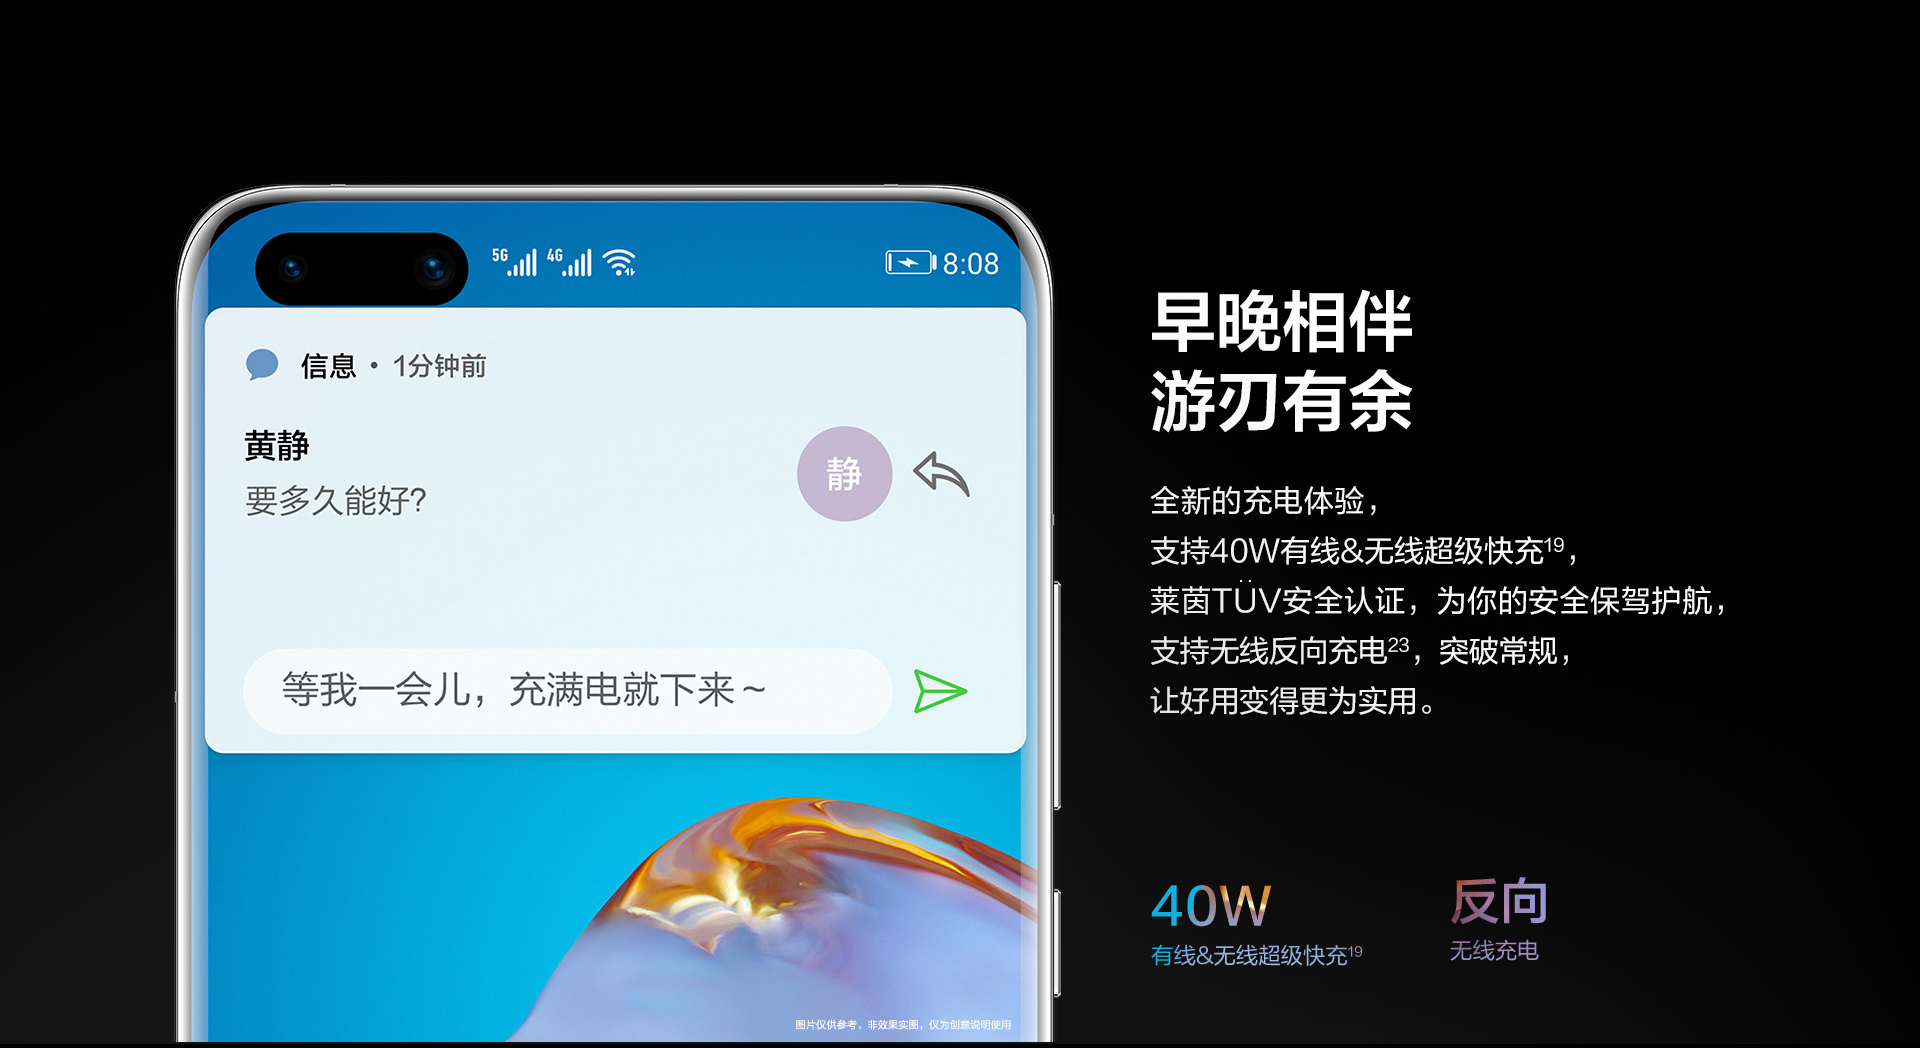 5G 4G 8:08
信息 • 1分钟前
黄静
要多久能好?
静
等我一会儿，充满电就下来～
图片仅供参考，非效果实图，仅为创意说明使用
早晚相伴
游刃有余
全新的充电体验，
支持40W有线&无线超级快充19，
莱茵TÜV安全认证，为你的安全保驾护航，
支持无线反向充电23，突破常规，
让好用变得更为实用。
40W
有线&无线超级快充19
反向
无线充电